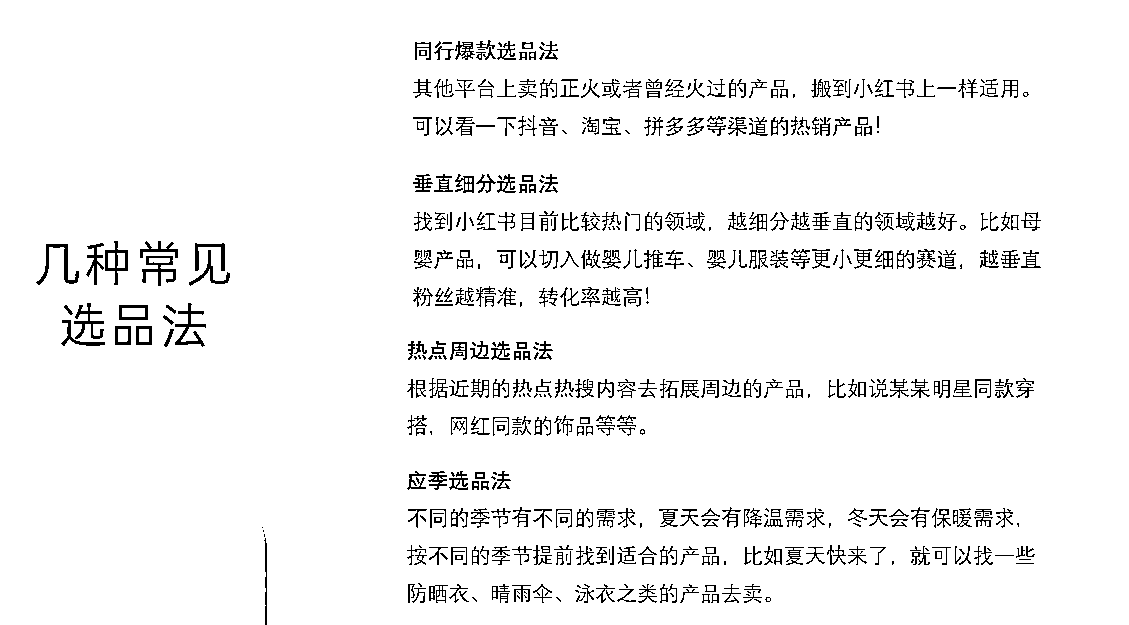 几种常见
选品法
同行爆款选品法
其他平台上卖的正火或者曾经火过的产品，搬到小红书上一样适用。
可以看一下抖音、淘宝、拼多多等渠道的热销产品！
垂直细分选品法
找到小红书目前比较热门的领域，越细分越垂直的领域越好。比如母
婴产品，可以切入做婴儿推车、婴儿服装等更小更细的赛道，越垂直
粉丝越精准，转化率越高！
热点周边选品法
根据近期的热点热搜内容去拓展周边的产品，比如说某某明星同款穿
搭，网红同款的饰品等等。
应季选品法
不同的季节有不同的需求，夏天会有降温需求，冬天会有保暖需求，
按不同的季节提前找到适合的产品，比如夏天快来了，就可以找一些
防晒衣、晴雨伞、泳衣之类的产品去卖。